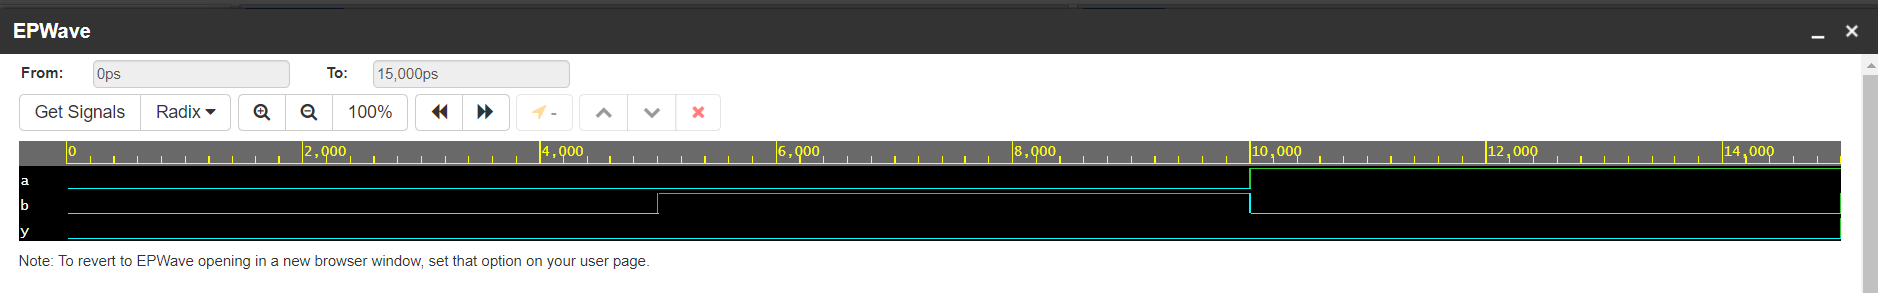 EPWave
From: 0ps To: 15,000ps
Get Signals Radix 100% -
0 2,000 4,000 6,000 8,000 10,000 12,000 14,000
a
b
y
Note: To revert to EPWave opening in a new browser window, set that option on your user page.